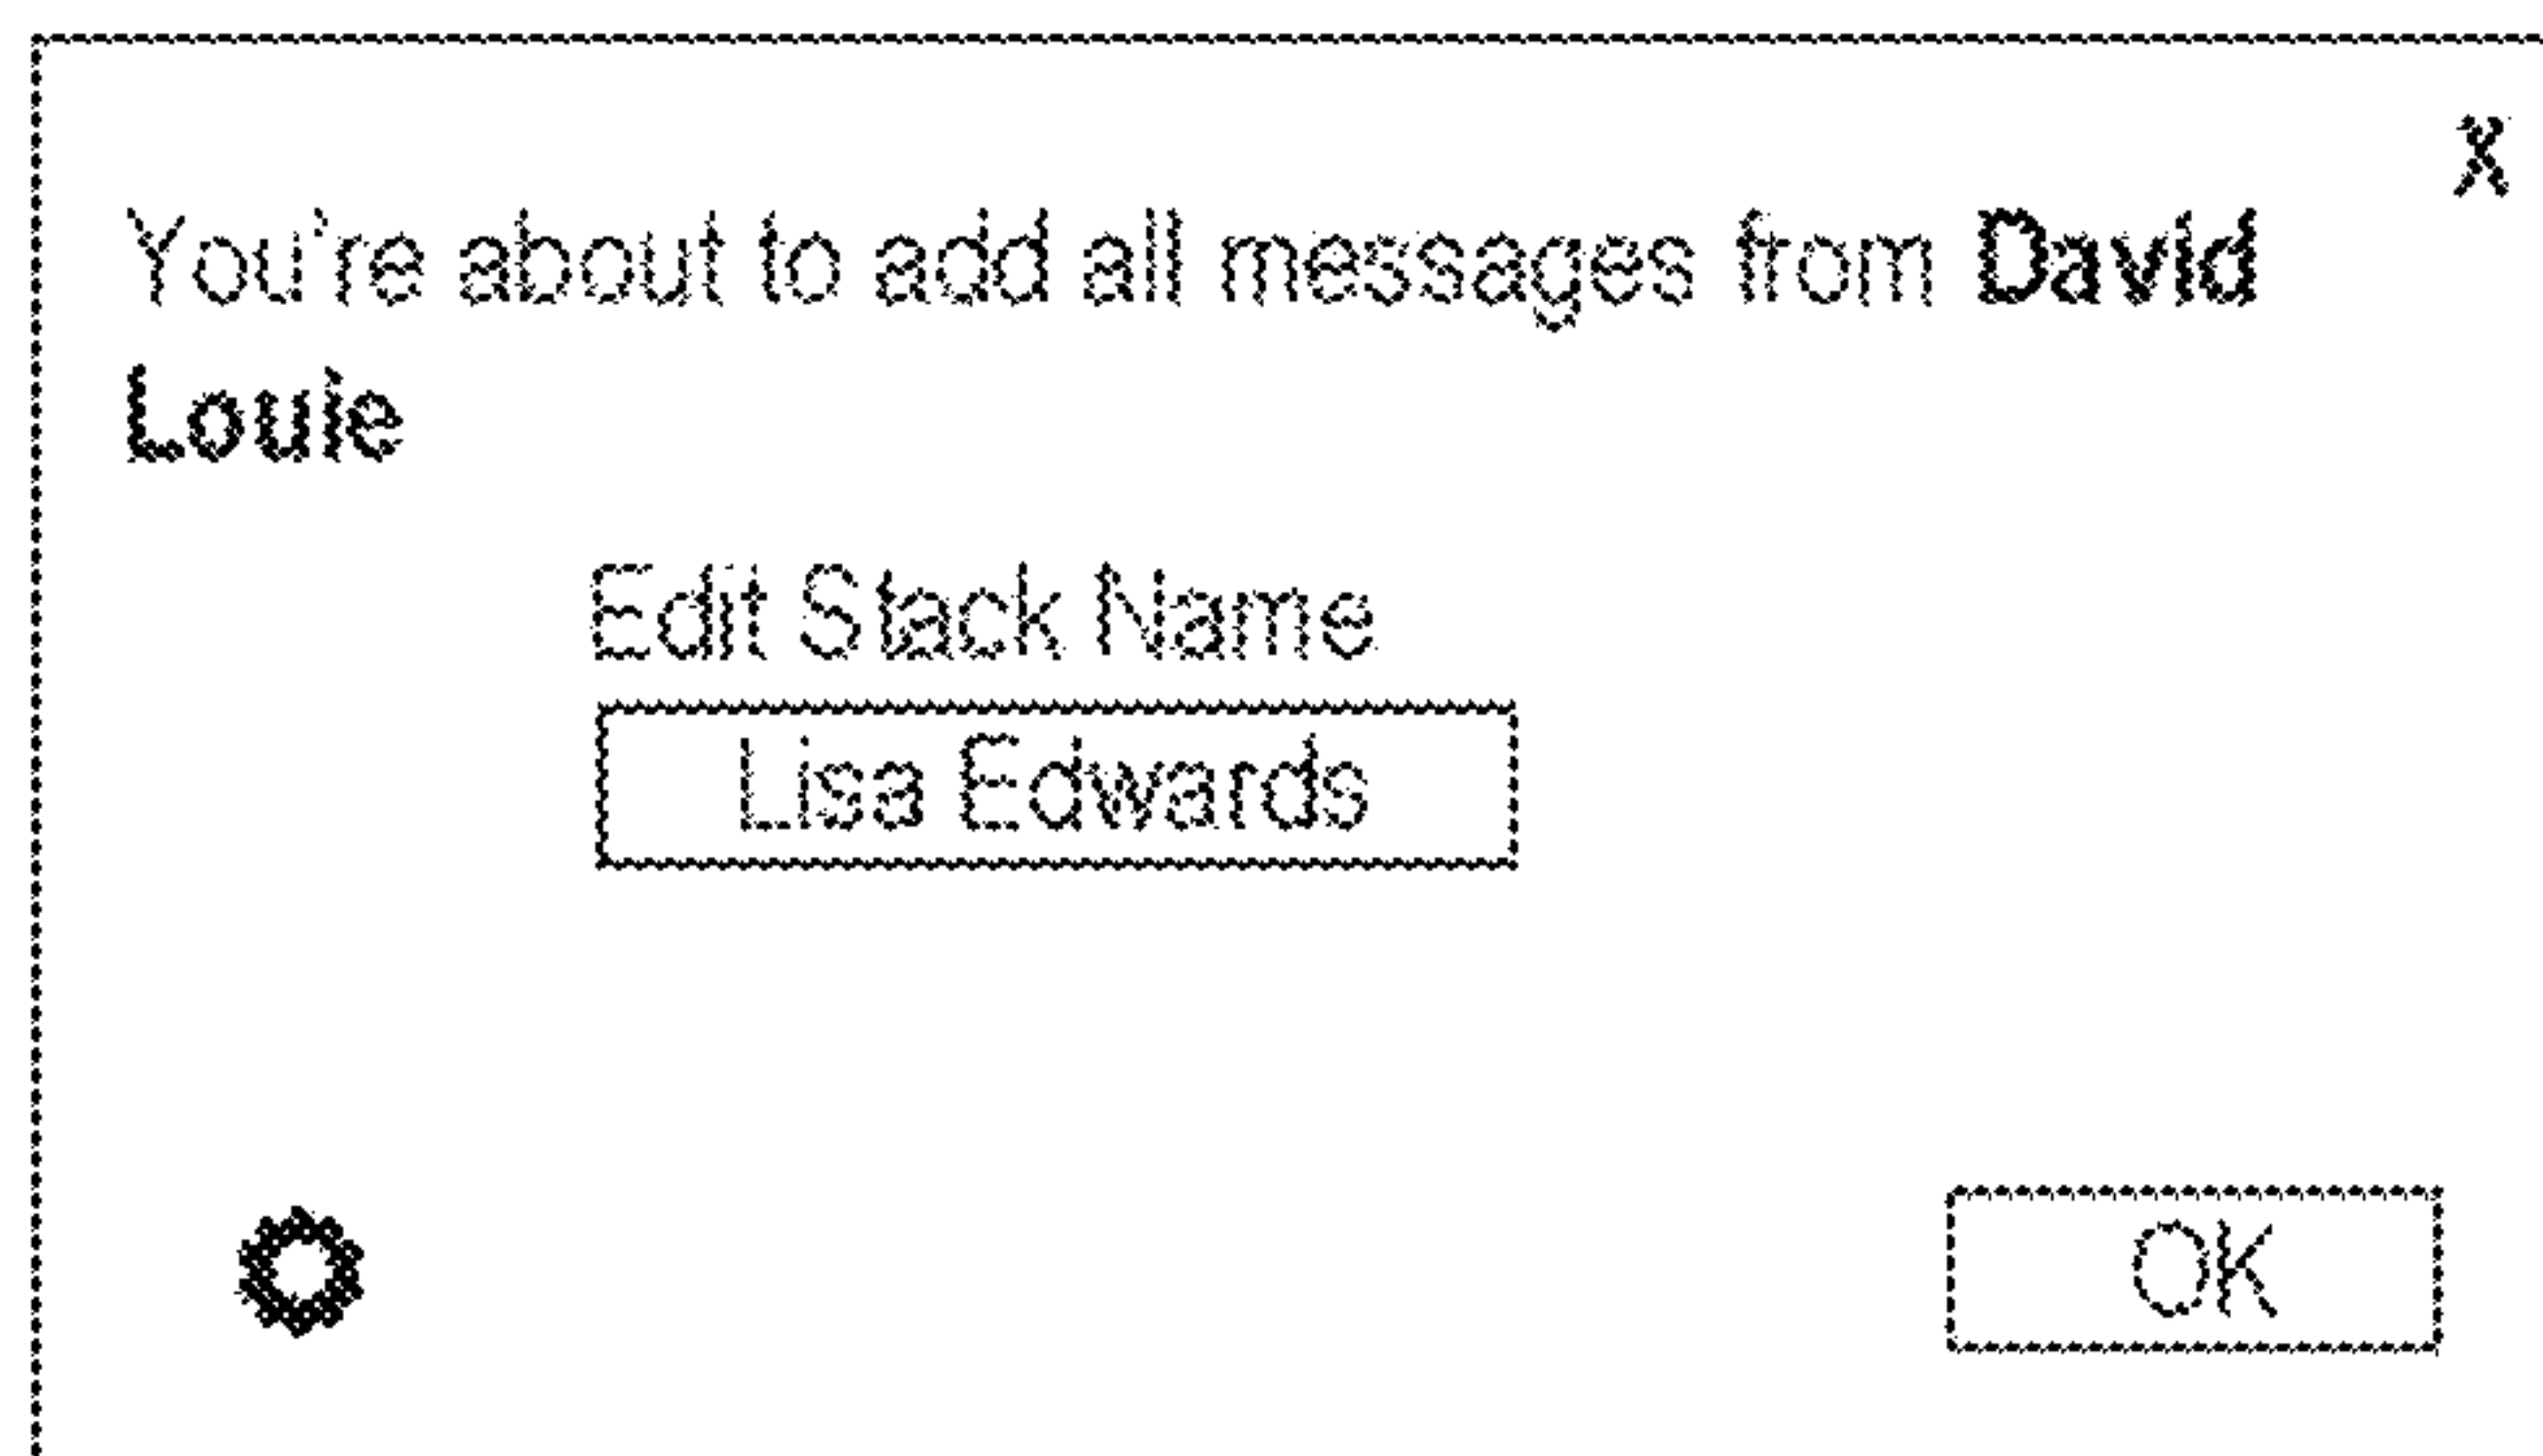 X
You're about to add all messages from David
Louie
Edit Stack Name
Lisa Edwards
OK